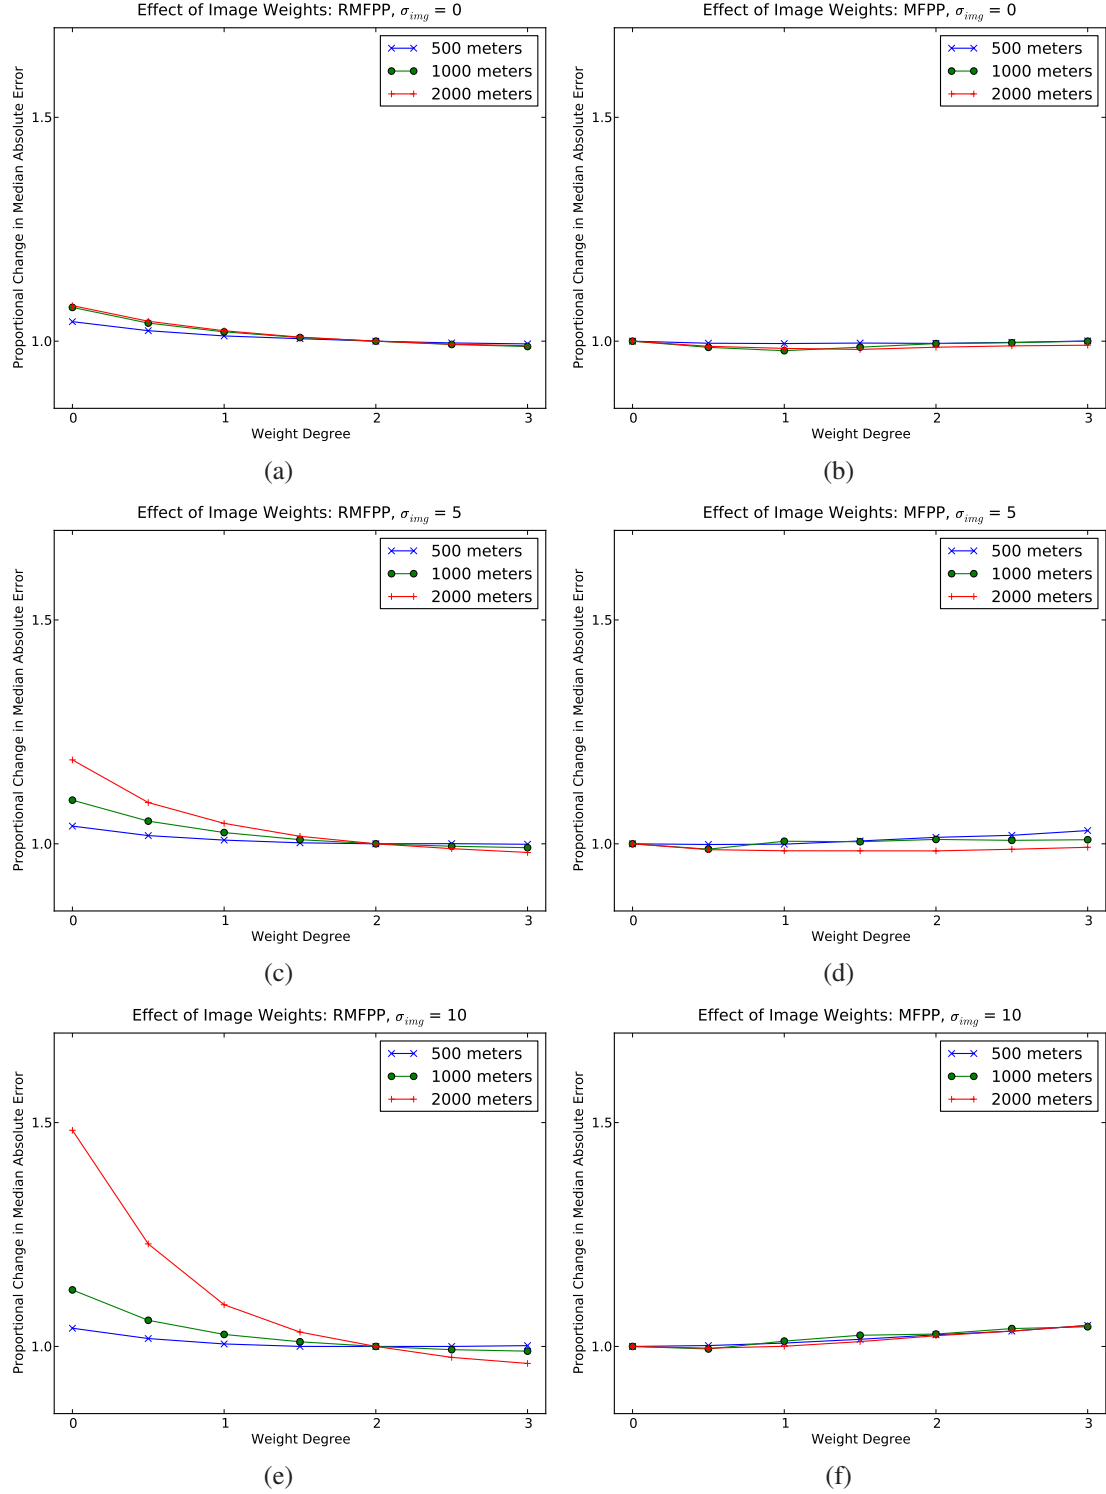 Effect of Image Weights: RMFPP, σimg = 0
Proportional Change in Median Absolute Error
500 meters
1000 meters
2000 meters
1.5
1.0
0 1 2 3
Weight Degree
(a)
Effect of Image Weights: MFPP, σimg = 0
Proportional Change in Median Absolute Error
500 meters
1000 meters
2000 meters
1.5
1.0
0 1 2 3
Weight Degree
(b)
Effect of Image Weights: RMFPP, σimg = 5
Proportional Change in Median Absolute Error
500 meters
1000 meters
2000 meters
1.5
1.0
0 1 2 3
Weight Degree
(c)
Effect of Image Weights: MFPP, σimg = 5
Proportional Change in Median Absolute Error
500 meters
1000 meters
2000 meters
1.5
1.0
0 1 2 3
Weight Degree
(d)
Effect of Image Weights: RMFPP, σimg = 10
Proportional Change in Median Absolute Error
500 meters
1000 meters
2000 meters
1.5
1.0
0 1 2 3
Weight Degree
(e)
Effect of Image Weights: MFPP, σimg = 10
Proportional Change in Median Absolute Error
500 meters
1000 meters
2000 meters
1.5
1.0
0 1 2 3
Weight Degree
(f)